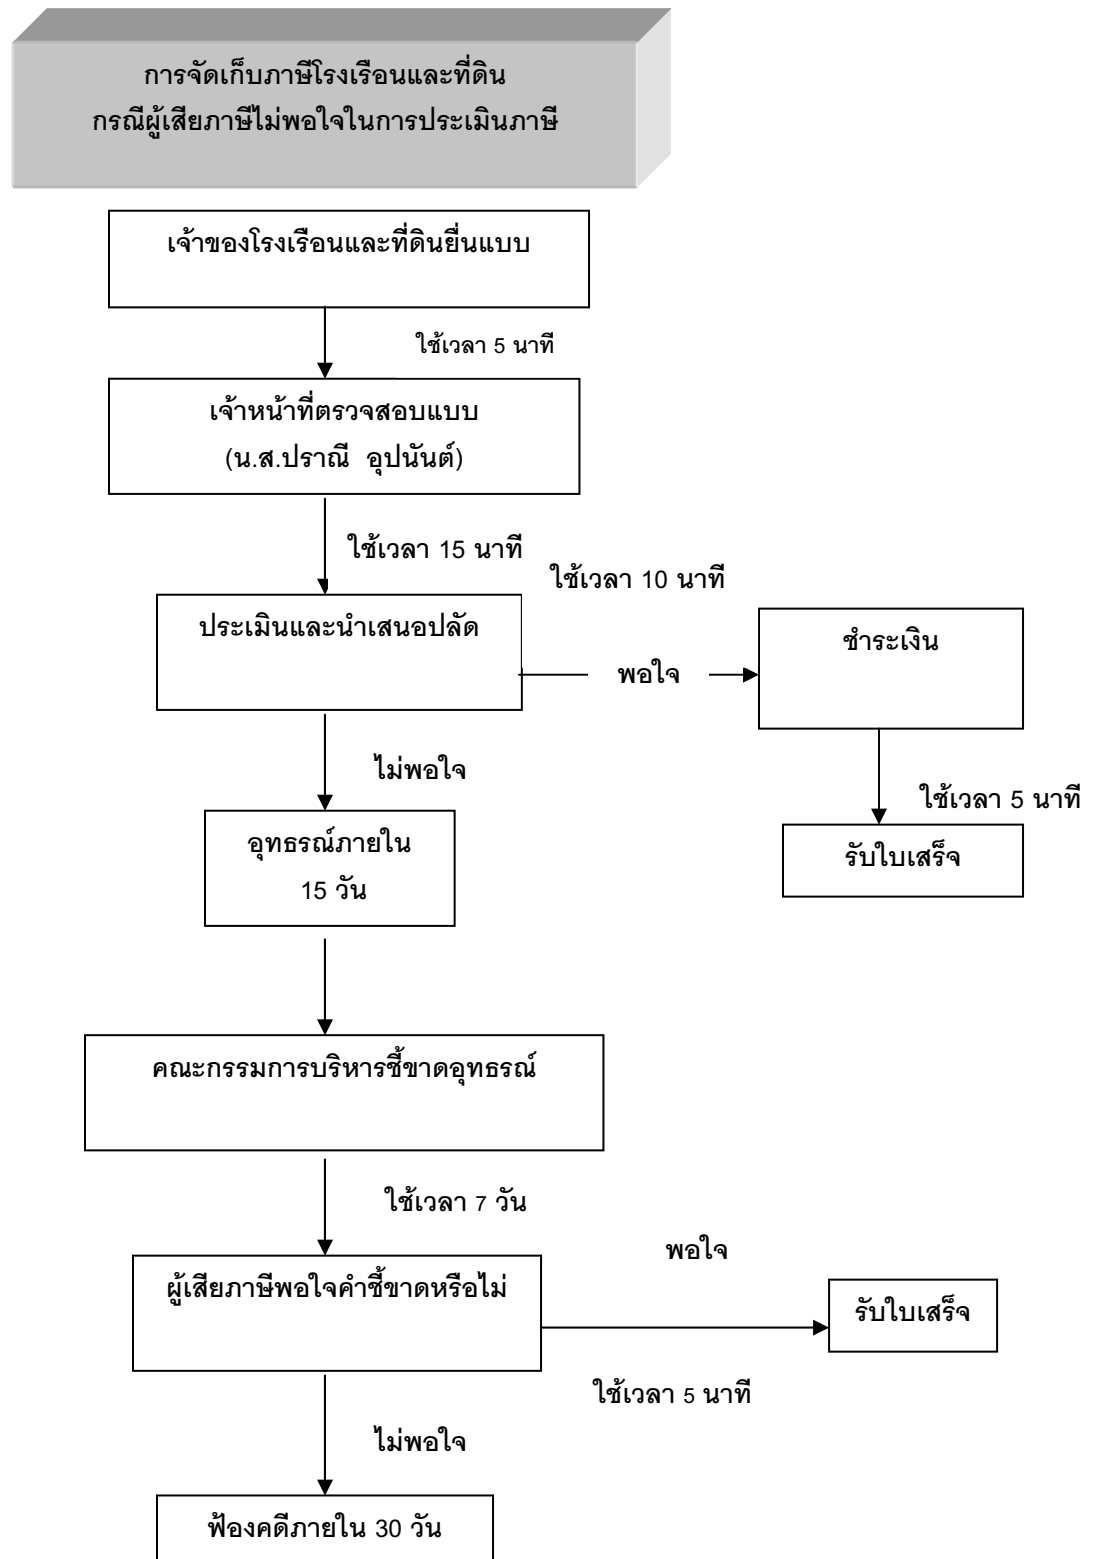 การจัดเก็บภาษีโรงเรือนและที่ดิน
กรณีผู้เสียภาษีไม่พอใจในการประเมินภาษี
เจ้าของโรงเรือนและที่ดินยื่นแบบ
ใช้เวลา 5 นาที
เจ้าหน้าที่ตรวจสอบแบบ
(น.ส.ปราณี อุปนันต์)
ใช้เวลา 15 นาที
ใช้เวลา 10 นาที
ประเมินและนำเสนอปลัด
พอใจ
ชำระเงิน
ไม่พอใจ
ใช้เวลา 5 นาที
อุทธรณ์ภายใน
15 วัน
รับใบเสร็จ
คณะกรรมการบริหารชี้ขาดอุทธรณ์
ใช้เวลา 7 วัน
พอใจ
ผู้เสียภาษีพอใจคำชี้ขาดหรือไม่
รับใบเสร็จ
ใช้เวลา 5 นาที
ไม่พอใจ
ฟ้องคดีภายใน 30 วัน